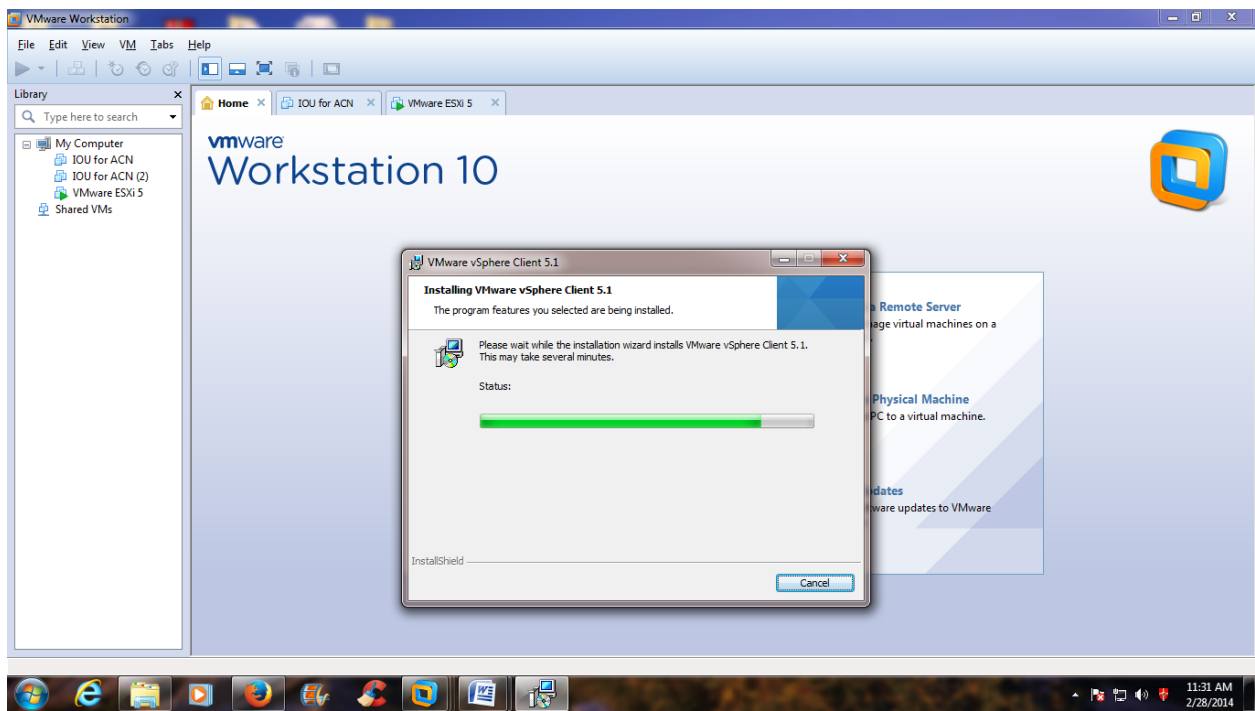 VMware Workstation
File Edit View VM Tabs Help
Library
Type here to search
My Computer
IOU for ACN
IOU for ACN (2)
VMware ESXi 5
Shared VMs
Home
IOU for ACN
VMware ESXi 5
vmware
Workstation 10
VMware vSphere Client 5.1
Installing VMware vSphere Client 5.1
The program features you selected are being installed.
Please wait while the installation wizard installs VMware vSphere Client 5.1.
This may take several minutes.
Status:
InstallShield
Cancel
Remote Server
virtual machines on a
Physical Machine
PC to a virtual machine.
updates to VMware
11:31 AM
2/28/2014